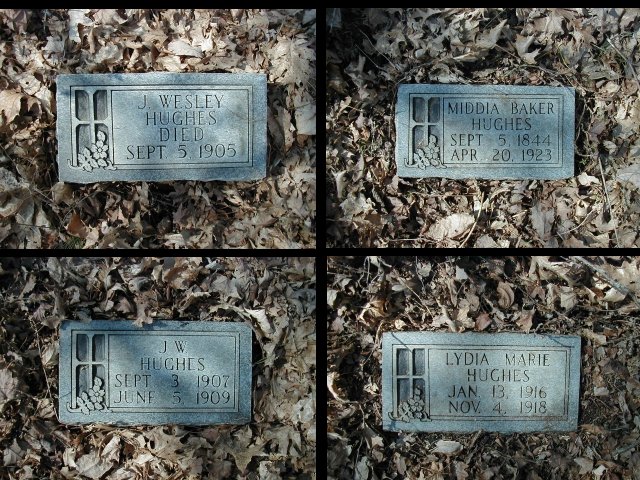 J. WESLEY
HUGHES
DIED
SEPT. 5, 1905
MIDDIA BAKER
HUGHES
SEPT. 5, 1844
APR. 20, 1923
J W
HUGHES
SEPT. 3, 1907
JUNE 5, 1909
LYDIA MARIE
HUGHES
JAN. 13, 1916
NOV. 4, 1918